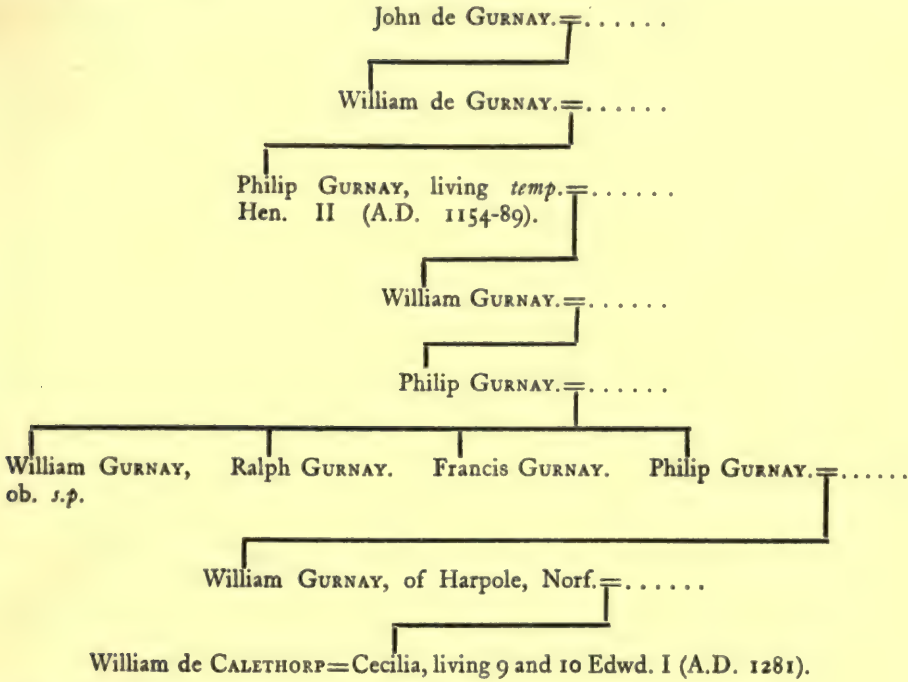 John de GURNAY.=......
William de GURNAY.=......
Philip GURNAY, living temp.=......
Hen. II (A.D. 1154-89).
William GURNAY.=......
Philip GURNAY.=......
William GURNAY, Ralph GURNAY. Francis GURNAY. Philip GURNAY.=......
ob. s.p.
William GURNAY, of Harpole, Norf.=......
William de CALETHORP=Cecilia, living 9 and 10 Edwd. I (A.D. 1281).